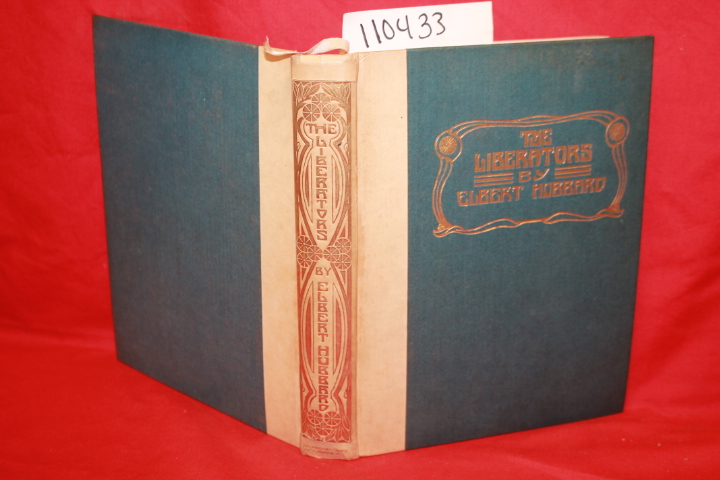 110433
THE LIBERATORS
BY ELBERT HUBBARD
THE
LIBERATORS
BY
ELBERT HUBBARD